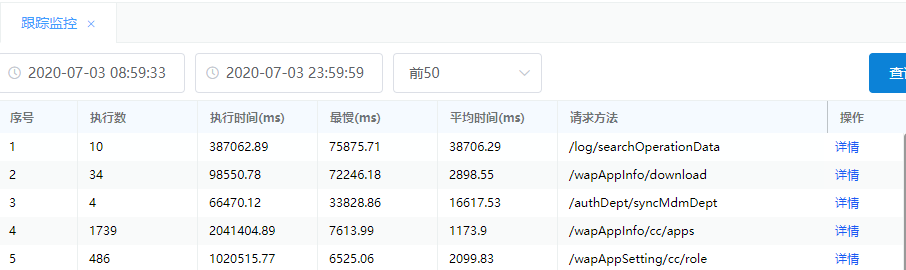 跟踪监控 ×
2020-07-03 08:59:33 2020-07-03 23:59:59 前50
序号 执行数 执行时间(ms) 最慢(ms) 平均时间(ms) 请求方法 操作
1 10 387062.89 75875.71 38706.29 /log/searchOperationData 详情
2 34 98550.78 72246.18 2898.55 /wapAppInfo/download 详情
3 4 66470.12 33828.86 16617.53 /authDept/syncMdmDept 详情
4 1739 2041404.89 7613.99 1173.9 /wapAppInfo/cc/apps 详情
5 486 1020515.77 6525.06 2099.83 /wapAppSetting/cc/role 详情